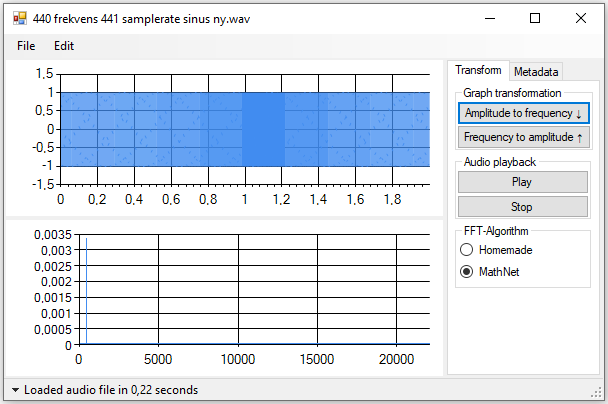 440 frekvens 441 samplerate sinus ny.wav
File Edit
1,5
1
0,5
0
-0,5
-1
-1,5
0 0,2 0,4 0,6 0,8 1 1,2 1,4 1,6 1,8
0,0035
0,003
0,0025
0,002
0,0015
0,001
0,0005
0
0 5000 10000 15000 20000
Transform Metadata
Graph transformation
Amplitude to frequency ↓
Frequency to amplitude ↑
Audio playback
Play
Stop
FFT-Algorithm
Homemade
MathNet
Loaded audio file in 0,22 seconds